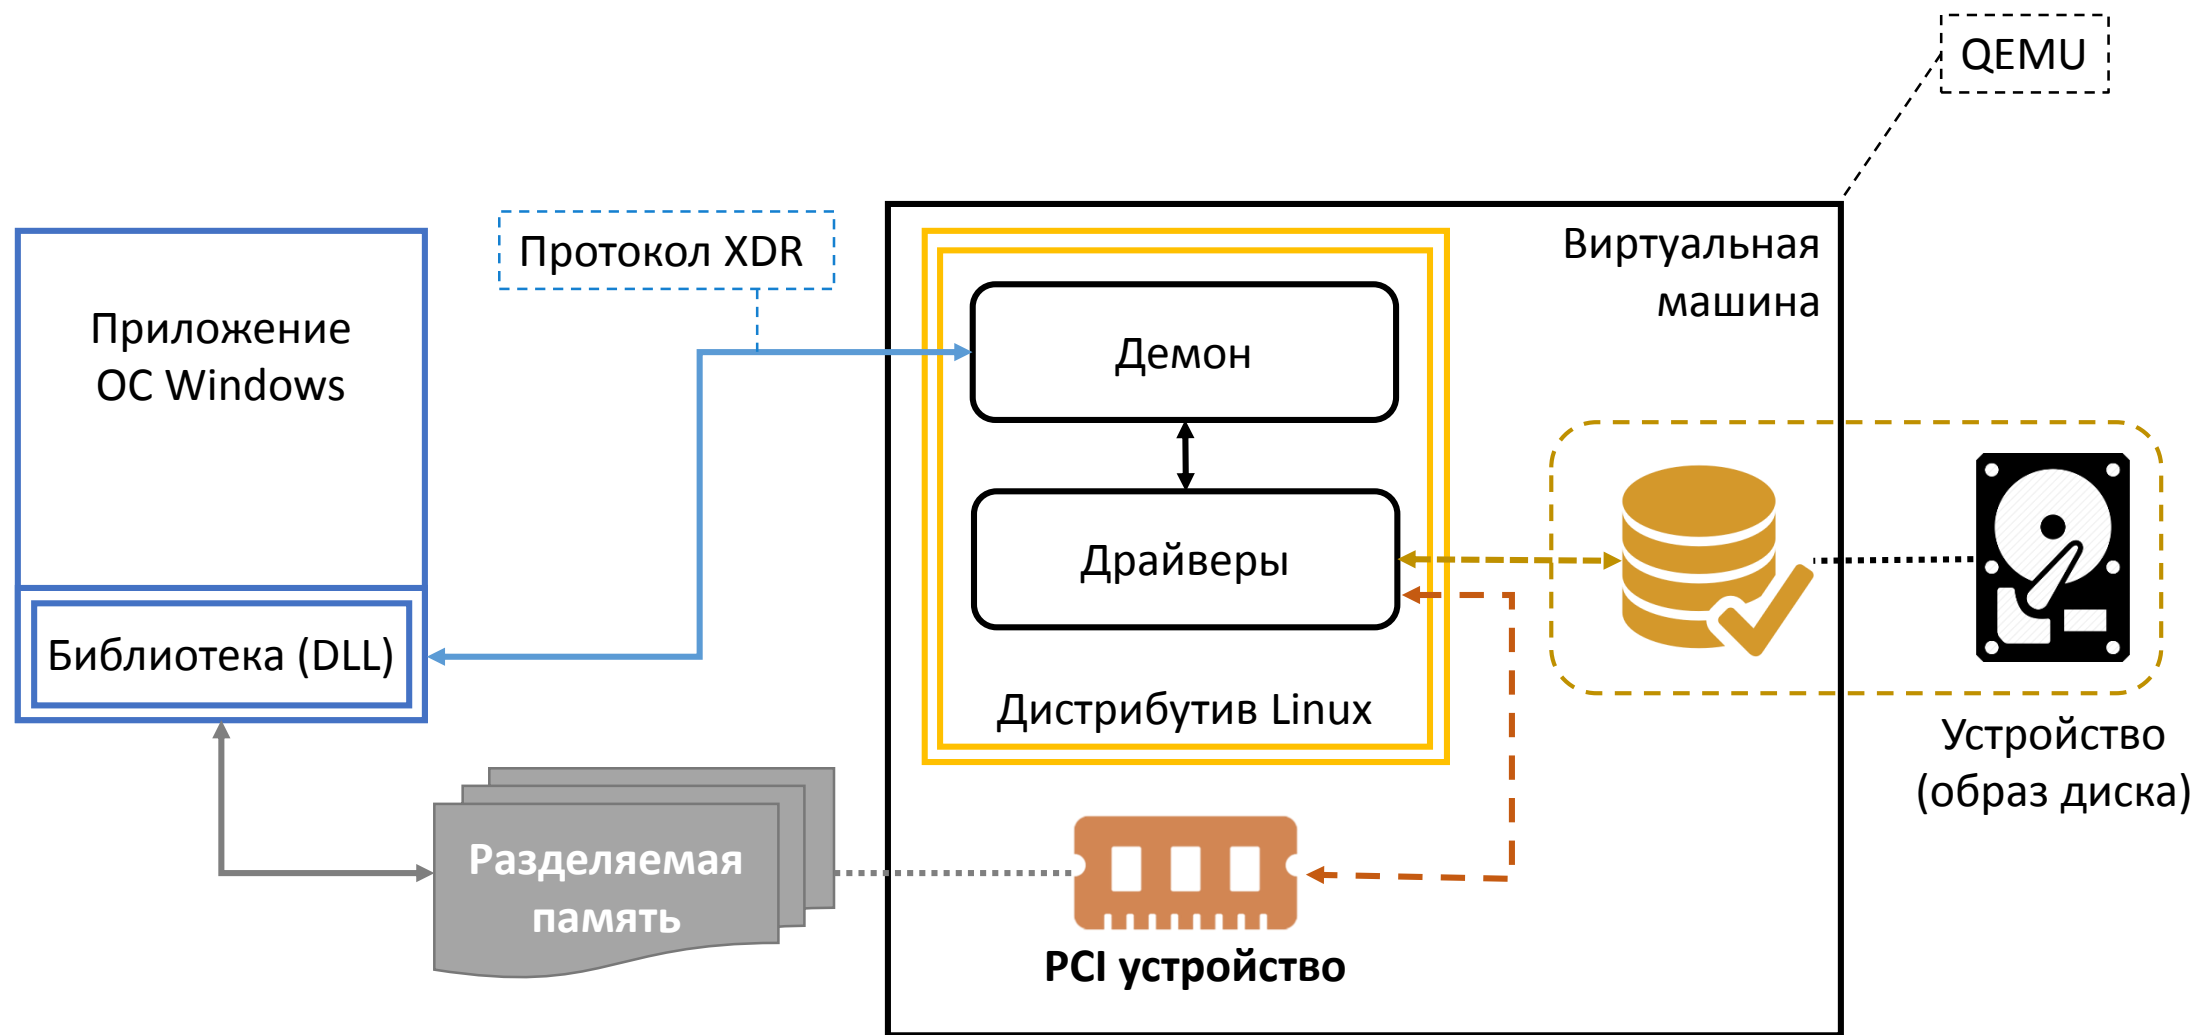 QEMU
Протокол XDR
Виртуальная
машина
Приложение
ОС Windows
Демон
Драйверы
Библиотека (DLL)
Дистрибутив Linux
Устройство
(образ диска)
Разделяемая
память
PCI устройство